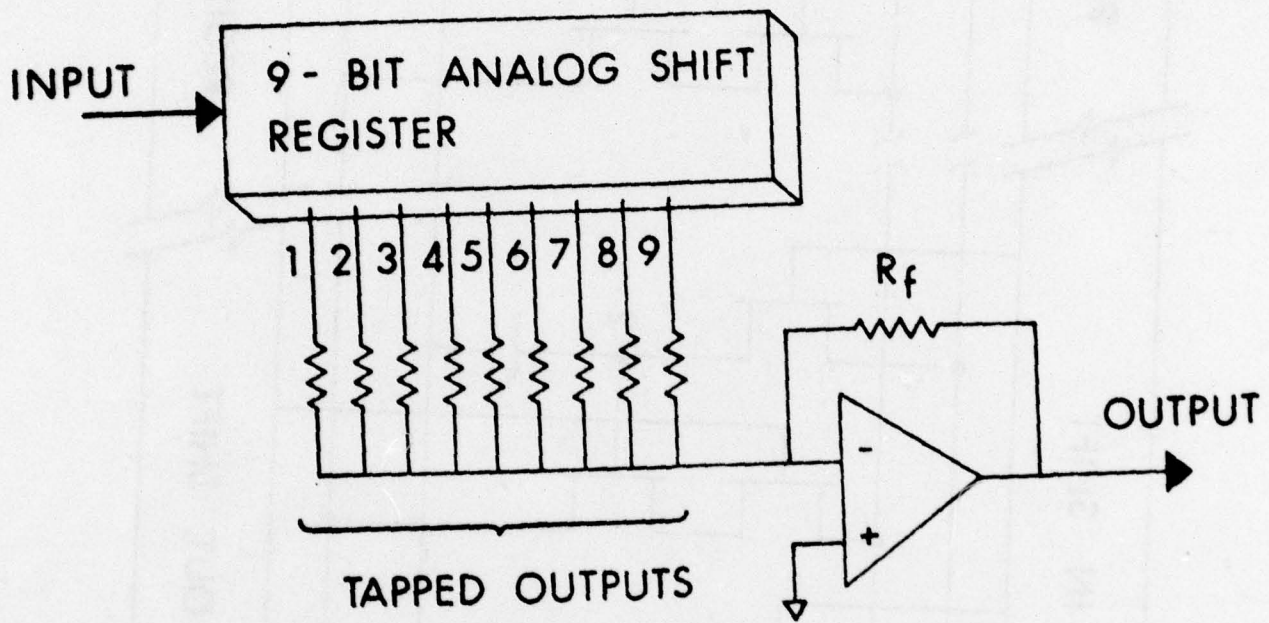 INPUT
9 - BIT ANALOG SHIFT
REGISTER
1 2 3 4 5 6 7 8 9
Rf
-
+
OUTPUT
TAPPED OUTPUTS